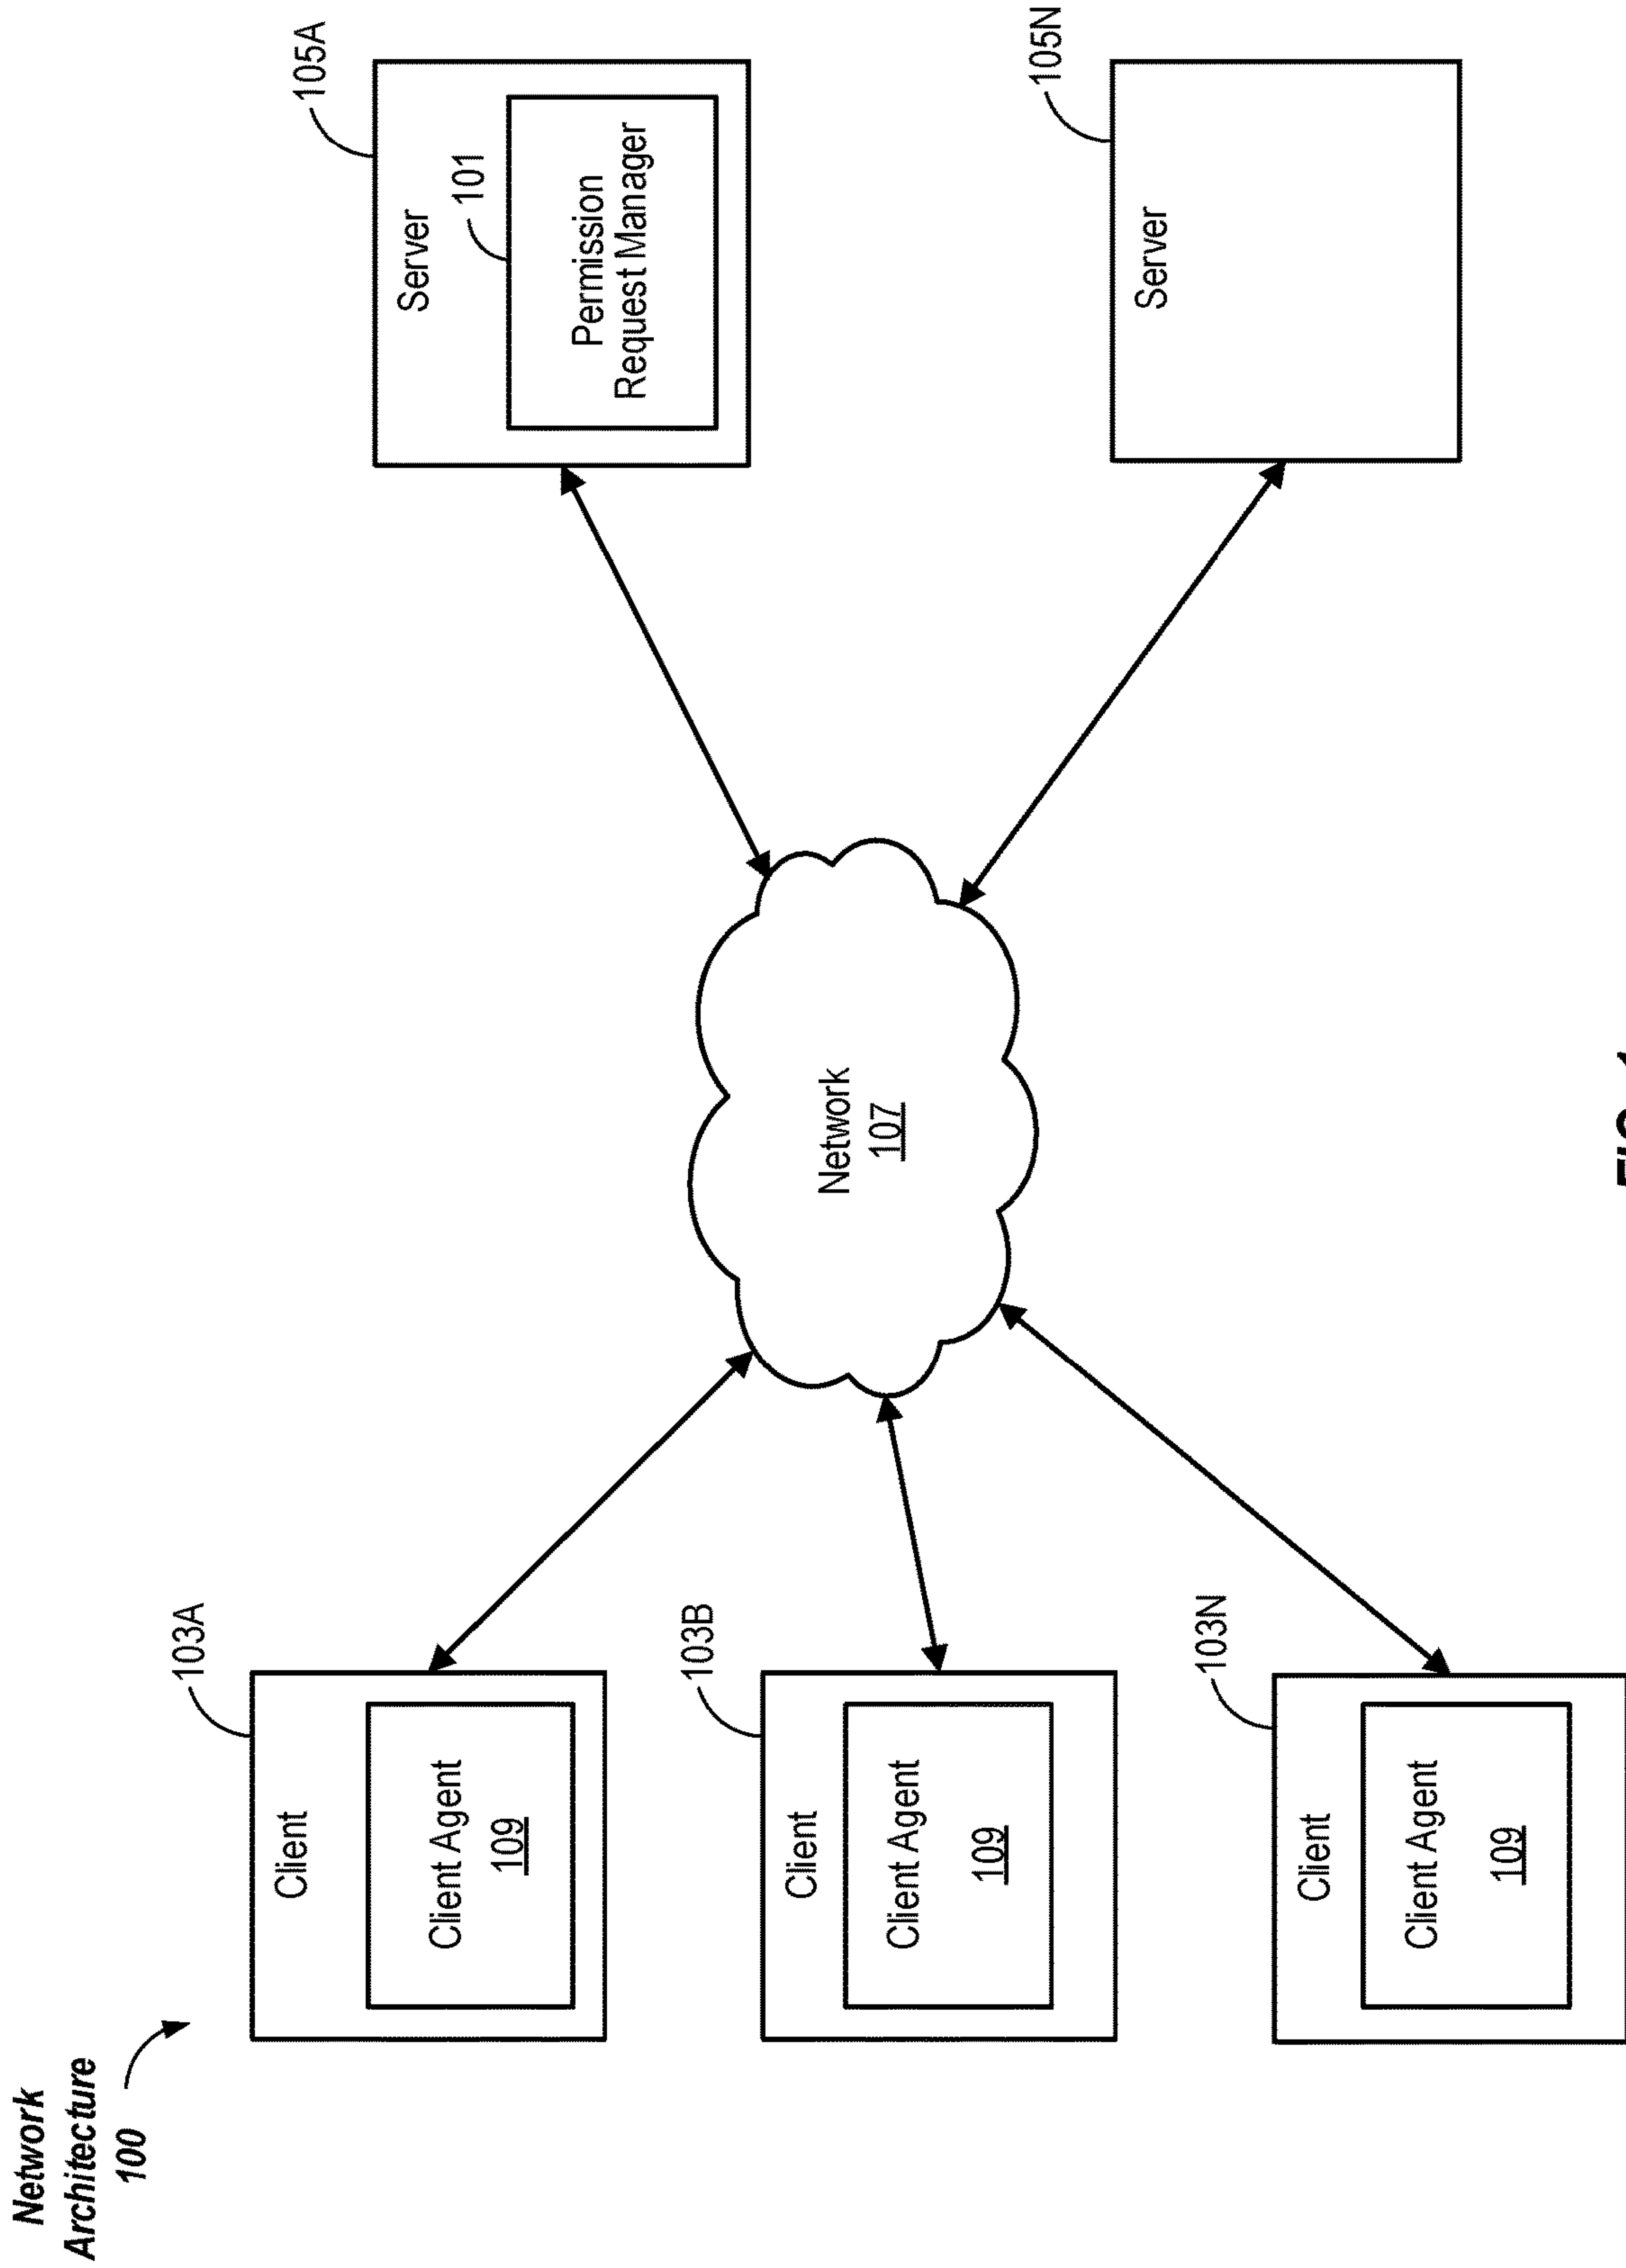 Network
Architecture
100
103A
Client
Client Agent
109
103B
Client
Client Agent
109
103N
Client
Client Agent
109
Network
107
105A
Server
101
Permission
Request Manager
105N
Server